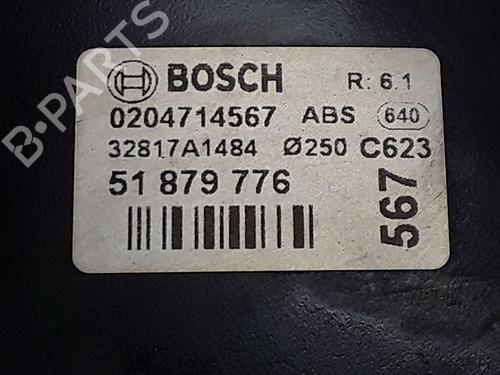 BOSCH R: 6.1
0204714567 ABS 640
32817A1484 Ø250 C623
51 879 776
567
B-PARTS